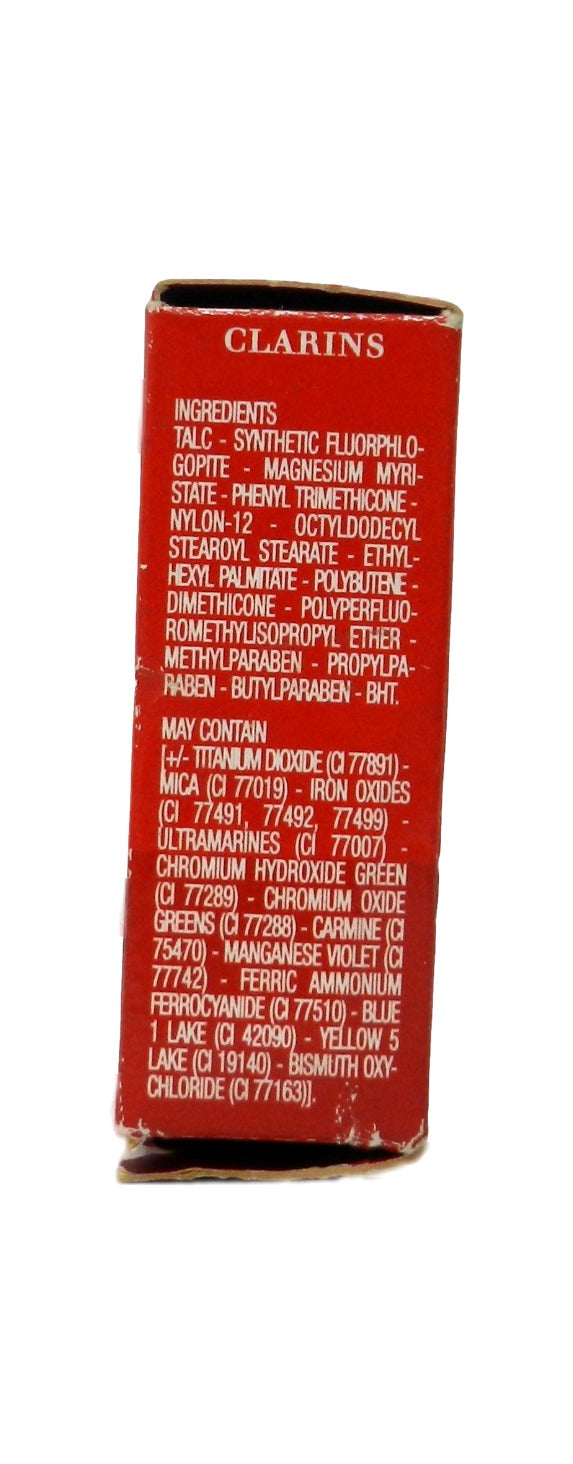 CLARINS
INGREDIENTS
TALC - SYNTHETIC FLUORPHLO-
GOPITE - MAGNESIUM MYRI-
STATE - PHENYL TRIMETHICONE -
NYLON-12 - OCTYLDODECYL
STEAROYL STEARATE - ETHYL-
HEXYL PALMITATE - POLYBUTENE -
DIMETHICONE - POLYPERFLUO-
ROMETHYLISOPROPYL ETHER -
METHYLPARABEN - PROPYLPA-
RABEN - BUTYLPARABEN - BHT.
MAY CONTAIN
[+/- TITANIUM DIOXIDE (CI 77891) -
MICA (CI 77019) - IRON OXIDES
(CI 77491, 77492, 77499) -
ULTRAMARINES (CI 77007) -
CHROMIUM HYDROXIDE GREEN
(CI 77289) - CHROMIUM OXIDE
GREENS (CI 77288) - CARMINE (CI
75470) - MANGANESE VIOLET (CI
77742) - FERRIC AMMONIUM
FERROCYANIDE (CI 77510) - BLUE
1 LAKE (CI 42090) - YELLOW 5
LAKE (CI 19140) - BISMUTH OXY-
CHLORIDE (CI 77163)].